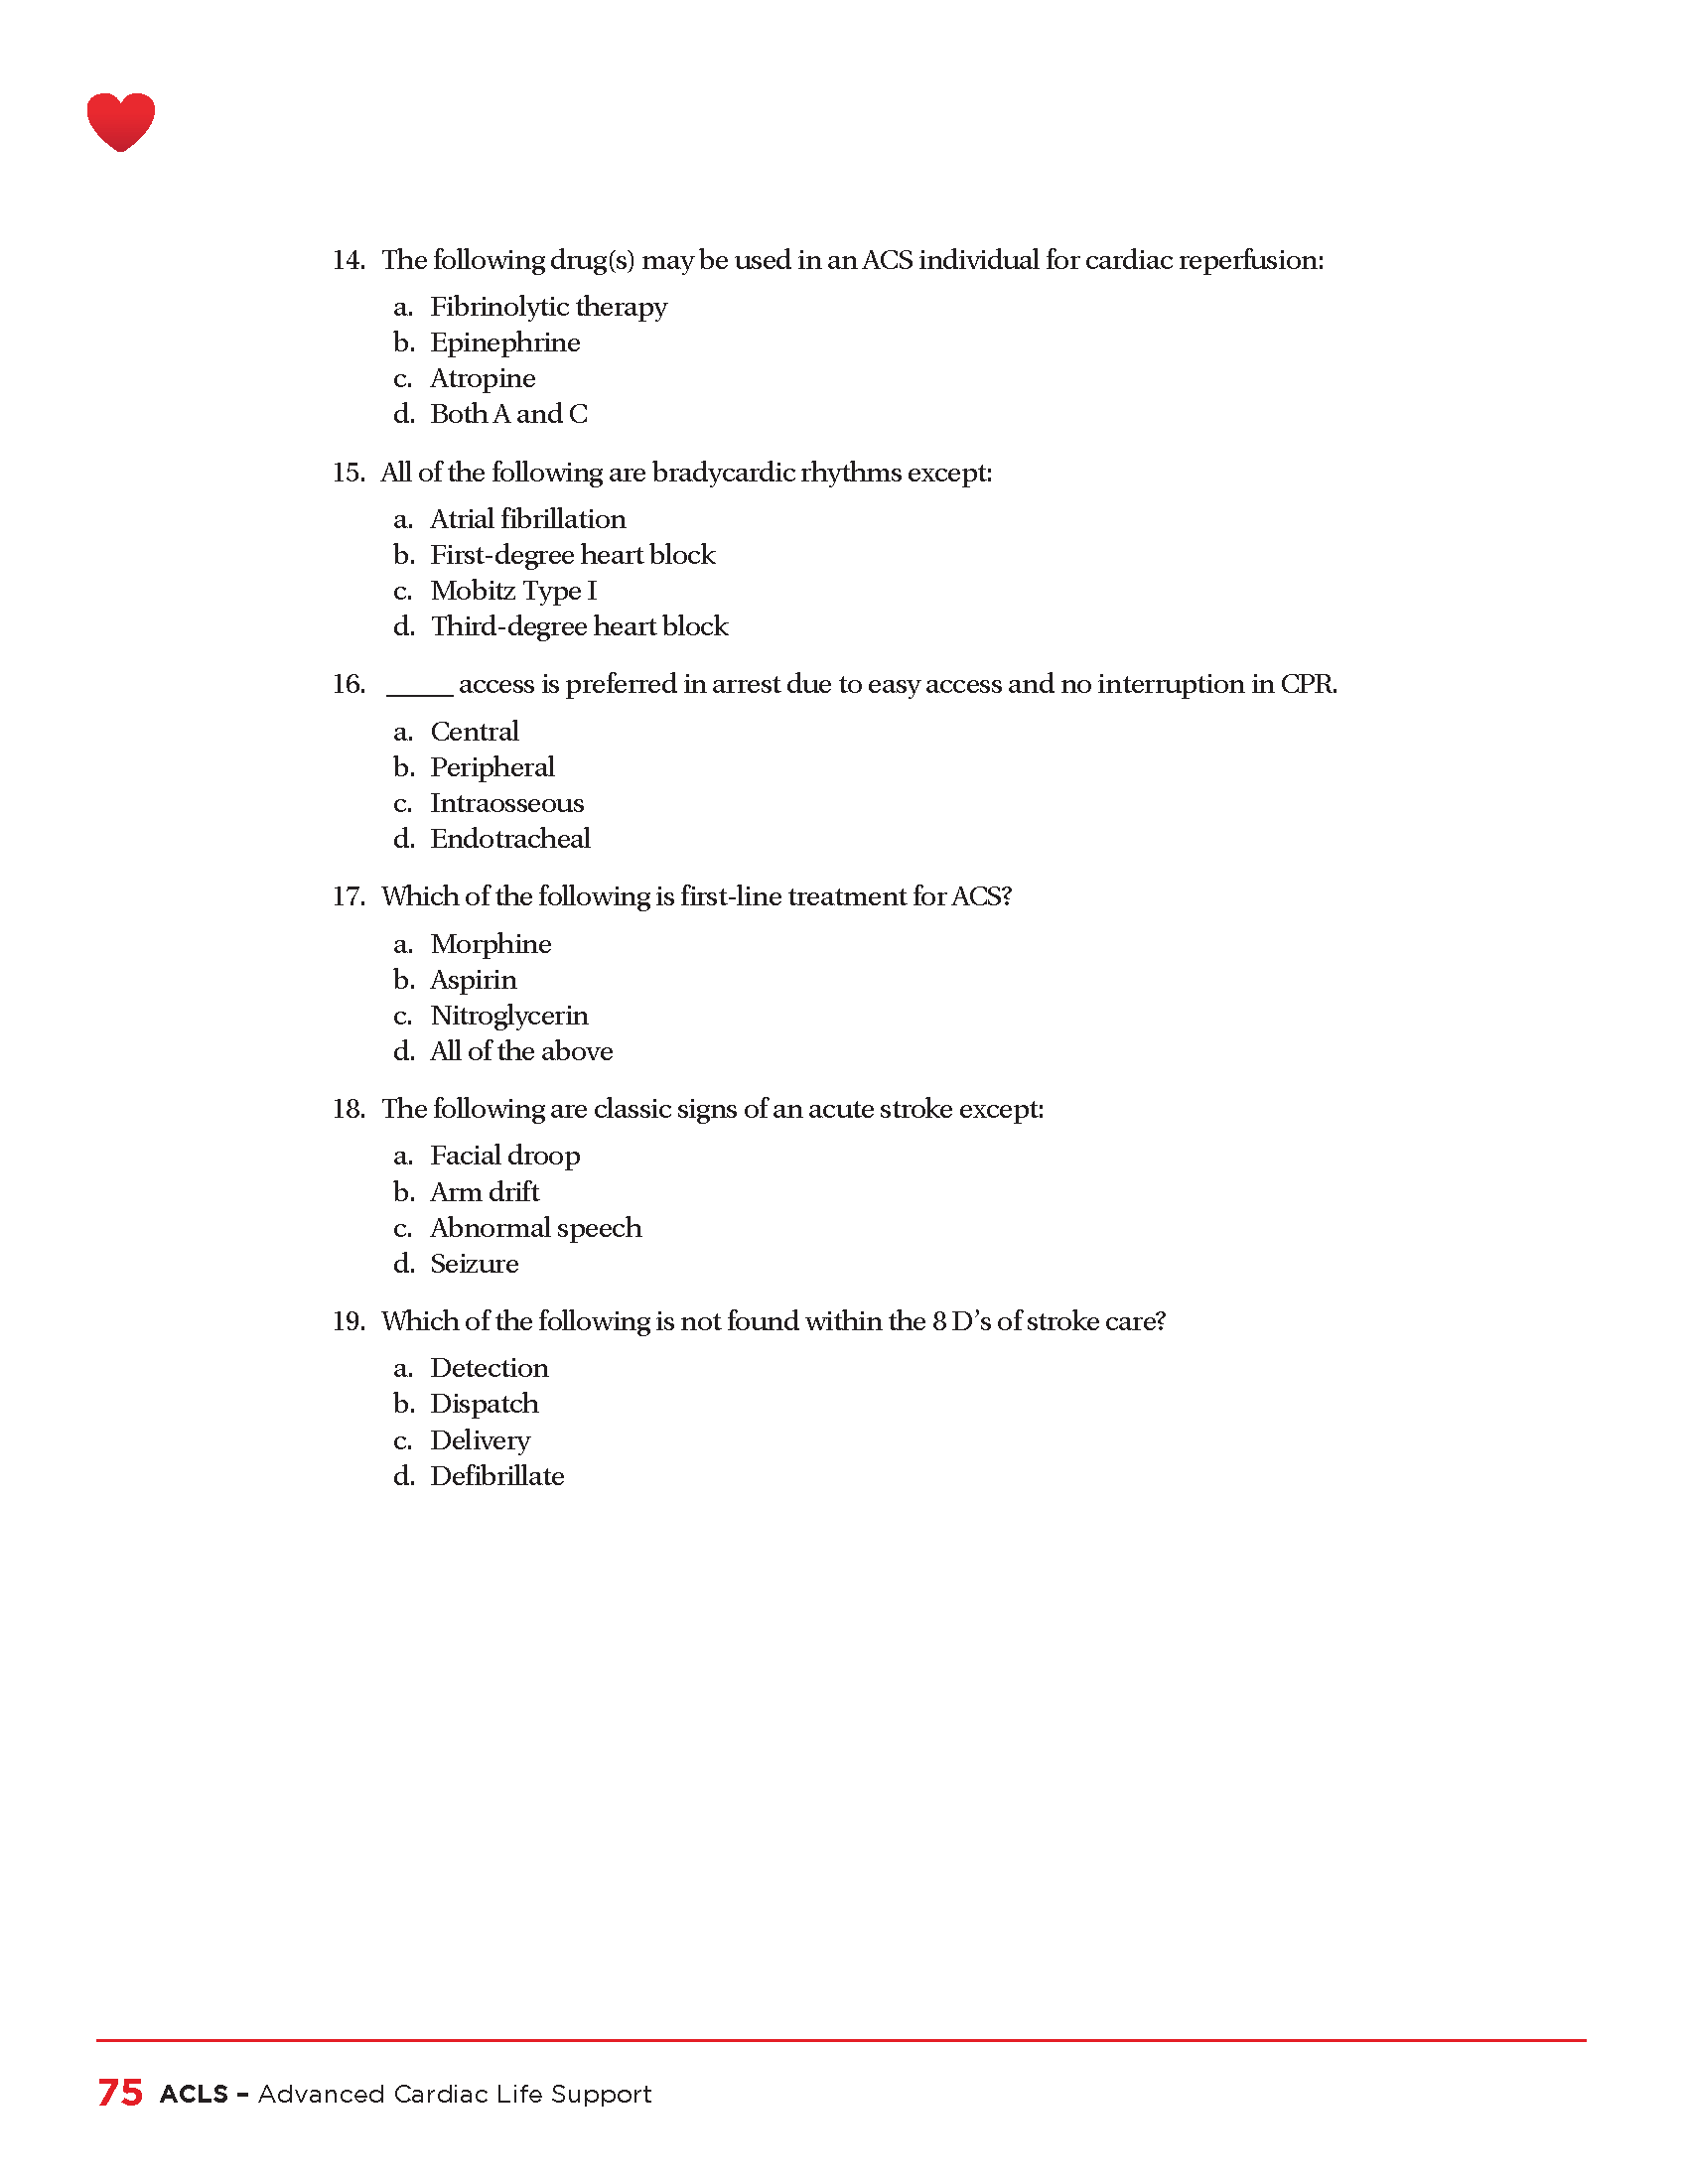 14. The following drug(s) may be used in an ACS individual for cardiac reperfusion:
a. Fibrinolytic therapy
b. Epinephrine
c. Atropine
d. Both A and C
15. All of the following are bradycardic rhythms except:
a. Atrial fibrillation
b. First-degree heart block
c. Mobitz Type I
d. Third-degree heart block
16. _____ access is preferred in arrest due to easy access and no interruption in CPR.
a. Central
b. Peripheral
c. Intraosseous
d. Endotracheal
17. Which of the following is first-line treatment for ACS?
a. Morphine
b. Aspirin
c. Nitroglycerin
d. All of the above
18. The following are classic signs of an acute stroke except:
a. Facial droop
b. Arm drift
c. Abnormal speech
d. Seizure
19. Which of the following is not found within the 8 D’s of stroke care?
a. Detection
b. Dispatch
c. Delivery
d. Defibrillate
75 ACLS – Advanced Cardiac Life Support